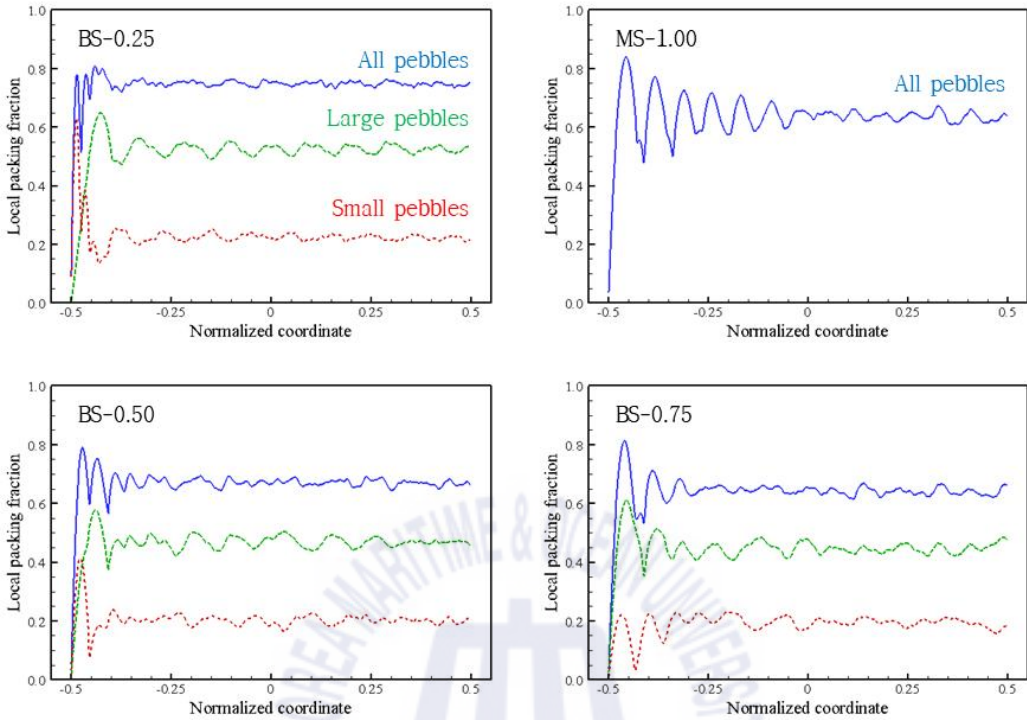 BS-0.25
All pebbles
Large pebbles
Small pebbles
Local packing fraction
1.0
0.8
0.6
0.4
0.2
0.0
-0.5
-0.25
0
0.25
0.5
Normalized coordinate
MS-1.00
All pebbles
Local packing fraction
1.0
0.8
0.6
0.4
0.2
0.0
-0.5
-0.25
0
0.25
0.5
Normalized coordinate
BS-0.50
Local packing fraction
1.0
0.8
0.6
0.4
0.2
0.0
-0.5
-0.25
0
0.25
0.5
Normalized coordinate
BS-0.75
Local packing fraction
1.0
0.8
0.6
0.4
0.2
0.0
-0.5
-0.25
0
0.25
0.5
Normalized coordinate
MARITIME &